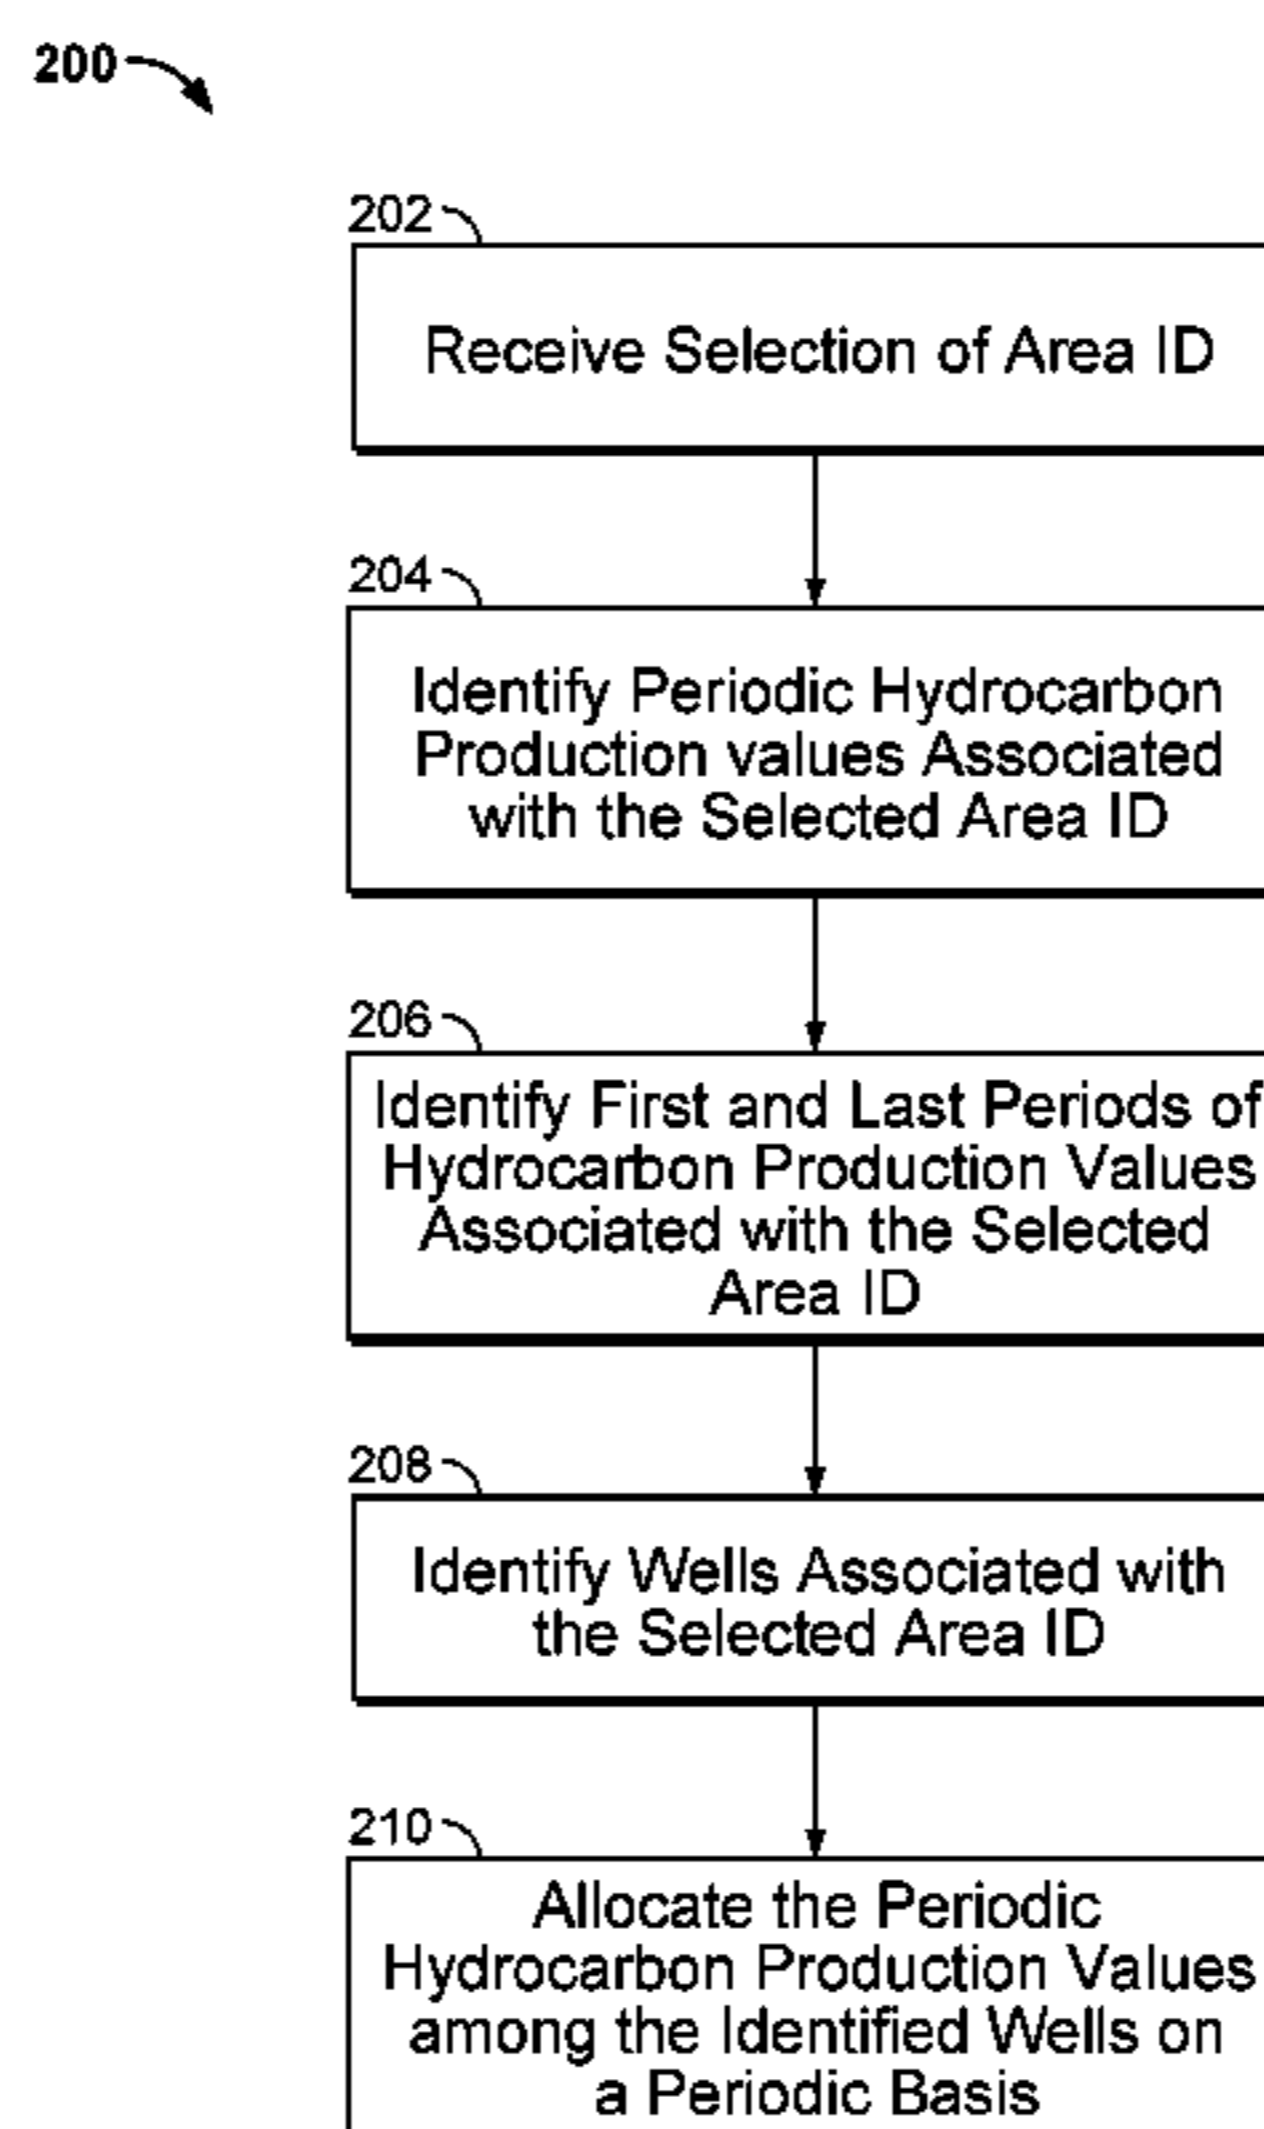 200
202
Receive Selection of Area ID
204
Identify Periodic Hydrocarbon
Production values Associated
with the Selected Area ID
206
Identify First and Last Periods of
Hydrocarbon Production Values
Associated with the Selected
Area ID
208
Identify Wells Associated with
the Selected Area ID
210
Allocate the Periodic
Hydrocarbon Production Values
among the Identified Wells on
a Periodic Basis